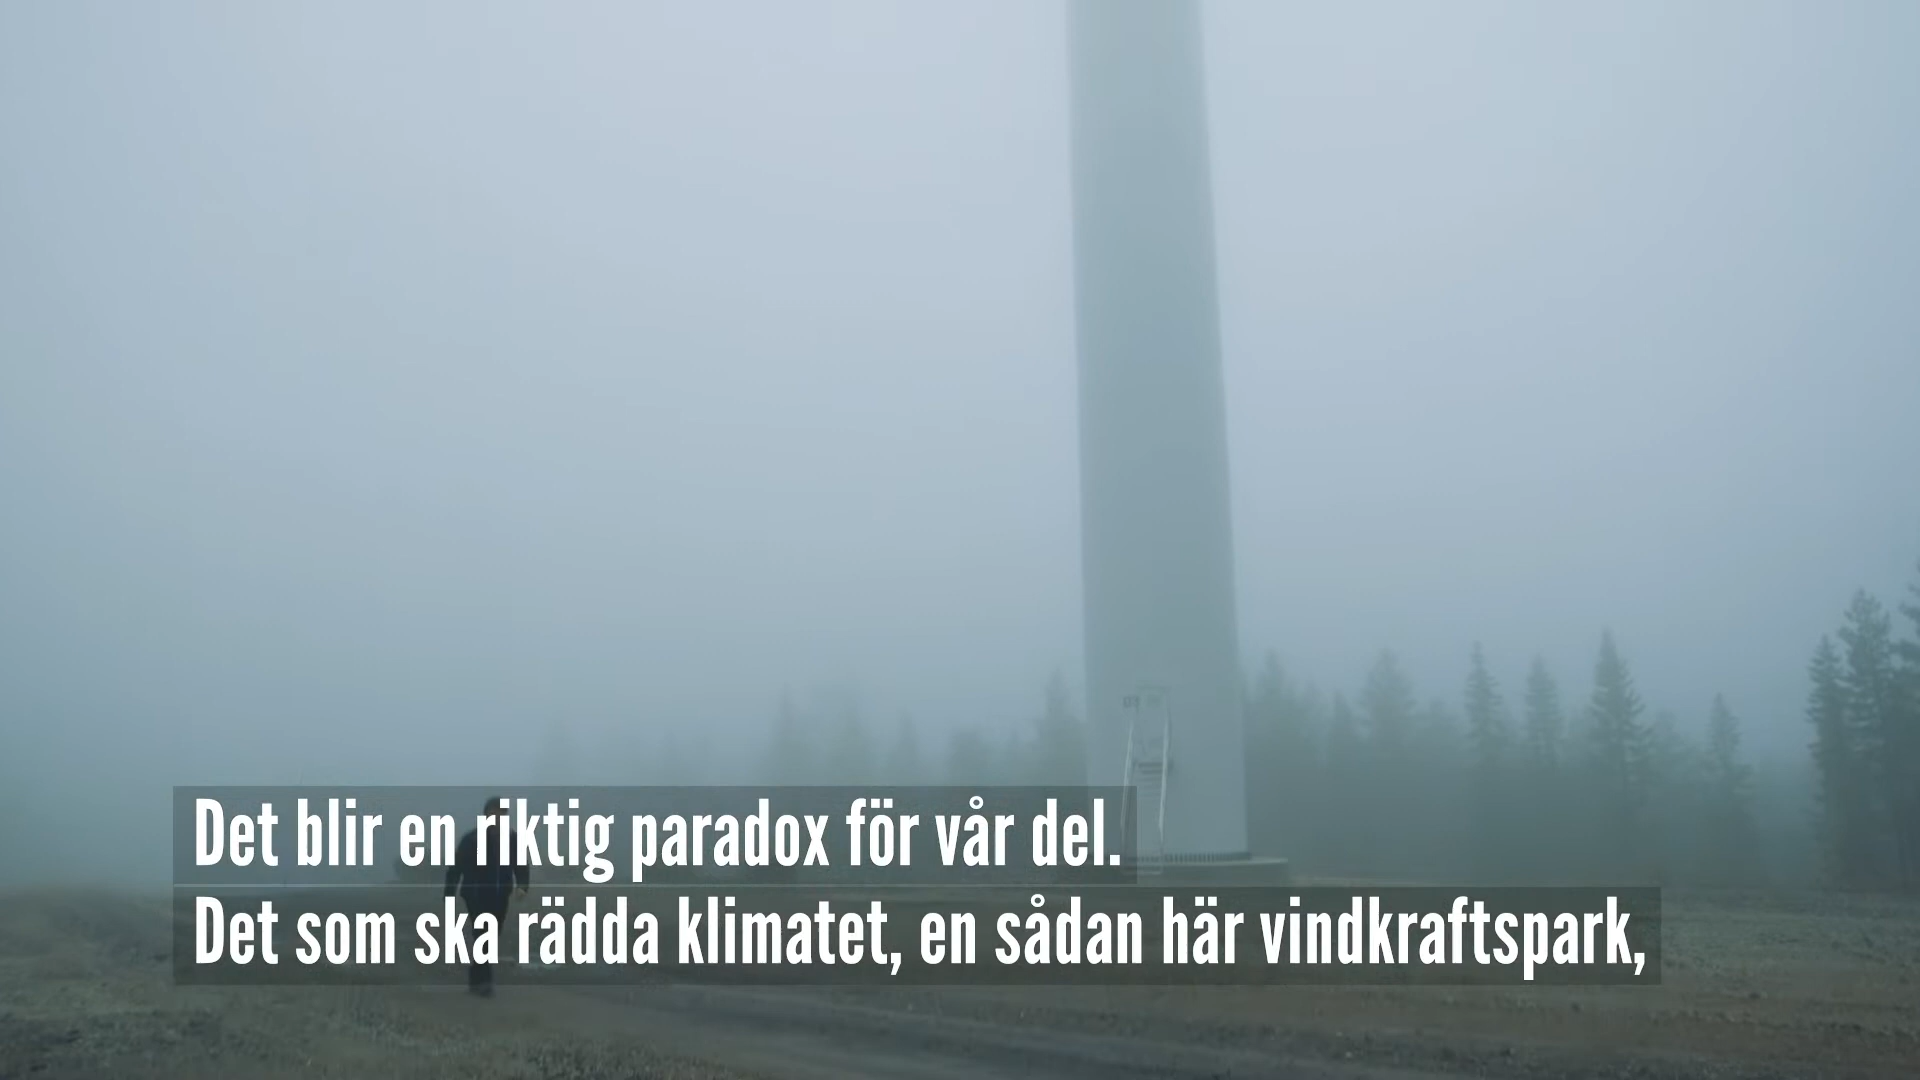 Det blir en riktig paradox för vår del.
Det som ska rädda klimatet, en sådan här vindkraftspark,